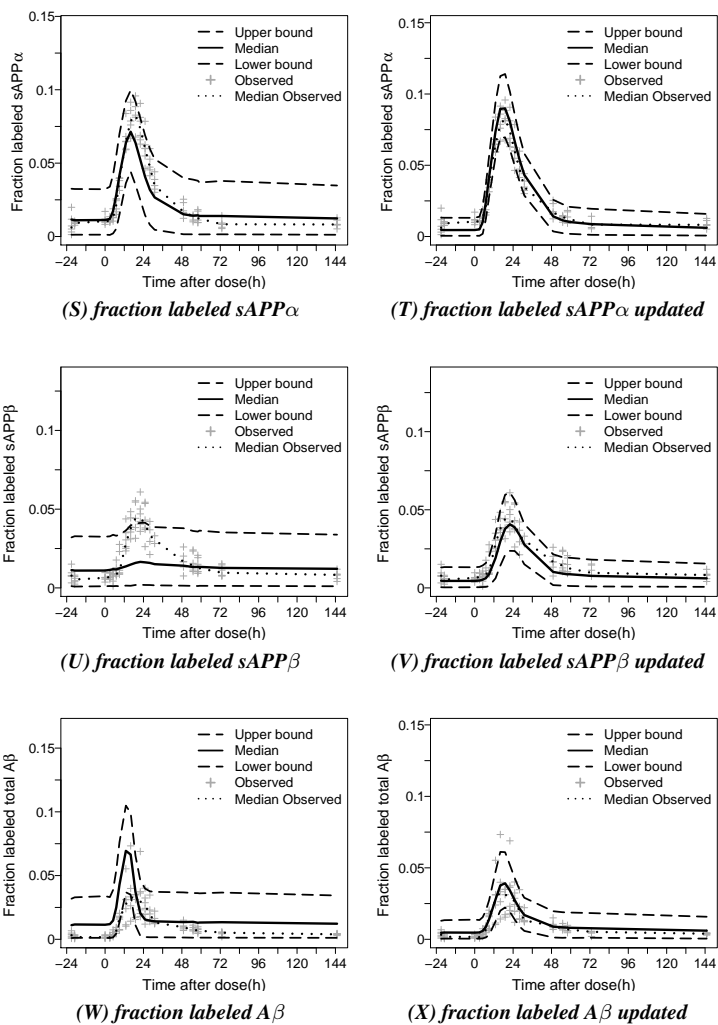 0.15
0.1
0.05
0
Fraction labeled sAPPα
Upper bound
Median
Lower bound
Observed
Median Observed
−24 0 24 48 72 96 120 144
Time after dose(h)
(S) fraction labeled sAPPα
0.15
0.1
0.05
0
Fraction labeled sAPPα
Upper bound
Median
Lower bound
Observed
Median Observed
−24 0 24 48 72 96 120 144
Time after dose(h)
(T) fraction labeled sAPPα updated
0.1
0.05
0
Fraction labeled sAPPβ
Upper bound
Median
Lower bound
Observed
Median Observed
−24 0 24 48 72 96 120 144
Time after dose(h)
(U) fraction labeled sAPPβ
0.1
0.05
0
Fraction labeled sAPPβ
Upper bound
Median
Lower bound
Observed
Median Observed
−24 0 24 48 72 96 120 144
Time after dose(h)
(V) fraction labeled sAPPβ updated
0.15
0.1
0.05
0
Fraction labeled total Aβ
Upper bound
Median
Lower bound
Observed
Median Observed
−24 0 24 48 72 96 120 144
Time after dose(h)
(W) fraction labeled Aβ
0.15
0.1
0.05
0
Fraction labeled total Aβ
Upper bound
Median
Lower bound
Observed
Median Observed
−24 0 24 48 72 96 120 144
Time after dose(h)
(X) fraction labeled Aβ updated